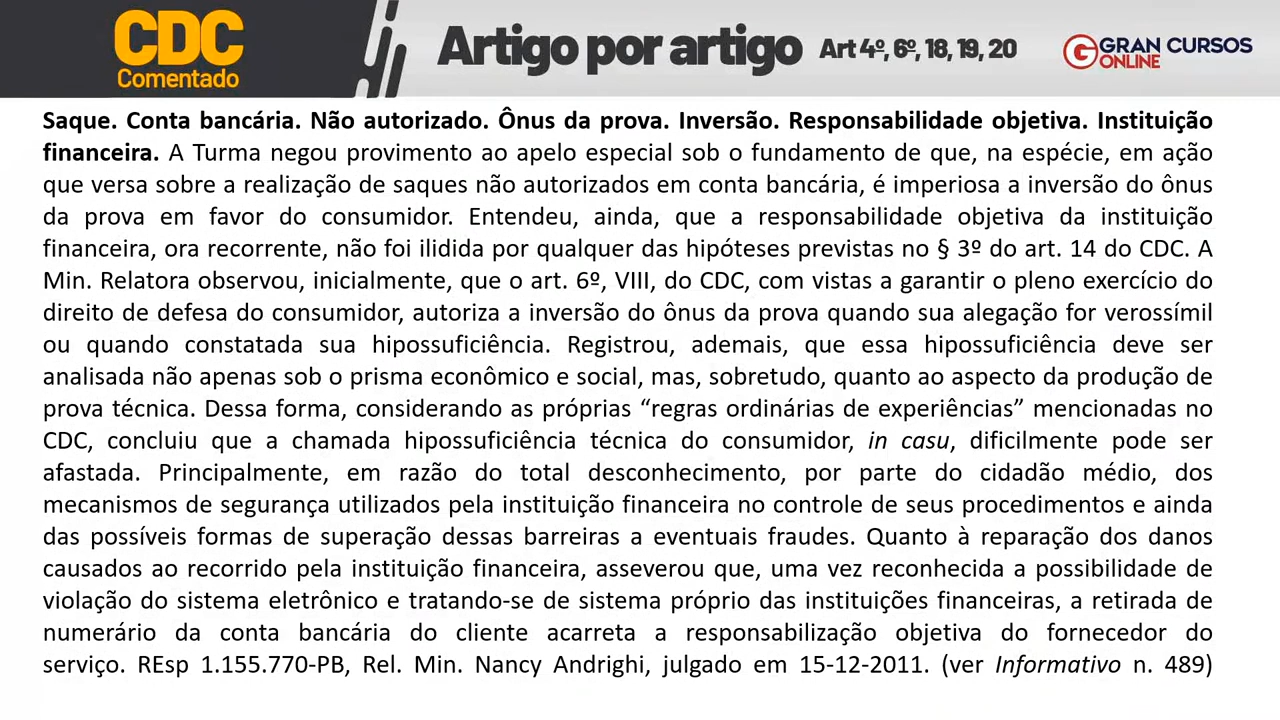 CDC
Comentado
Artigo por artigo Art 4º, 6º, 18, 19, 20
GRAN CURSOS
ONLINE
Saque. Conta bancária. Não autorizado. Ônus da prova. Inversão. Responsabilidade objetiva. Instituição
financeira. A Turma negou provimento ao apelo especial sob o fundamento de que, na espécie, em ação
que versa sobre a realização de saques não autorizados em conta bancária, é imperiosa a inversão do ônus
da prova em favor do consumidor. Entendeu, ainda, que a responsabilidade objetiva da instituição
financeira, ora recorrente, não foi ilidida por qualquer das hipóteses previstas no § 3º do art. 14 do CDC. A
Min. Relatora observou, inicialmente, que o art. 6º, VIII, do CDC, com vistas a garantir o pleno exercício do
direito de defesa do consumidor, autoriza a inversão do ônus da prova quando sua alegação for verossímil
ou quando constatada sua hipossuficiência. Registrou, ademais, que essa hipossuficiência deve ser
analisada não apenas sob o prisma econômico e social, mas, sobretudo, quanto ao aspecto da produção de
prova técnica. Dessa forma, considerando as próprias “regras ordinárias de experiências” mencionadas no
CDC, concluiu que a chamada hipossuficiência técnica do consumidor, in casu, dificilmente pode ser
afastada. Principalmente, em razão do total desconhecimento, por parte do cidadão médio, dos
mecanismos de segurança utilizados pela instituição financeira no controle de seus procedimentos e ainda
das possíveis formas de superação dessas barreiras a eventuais fraudes. Quanto à reparação dos danos
causados ao recorrido pela instituição financeira, asseverou que, uma vez reconhecida a possibilidade de
violação do sistema eletrônico e tratando-se de sistema próprio das instituições financeiras, a retirada de
numerário da conta bancária do cliente acarreta a responsabilização objetiva do fornecedor do
serviço. REsp 1.155.770-PB, Rel. Min. Nancy Andrighi, julgado em 15-12-2011. (ver Informativo n. 489)